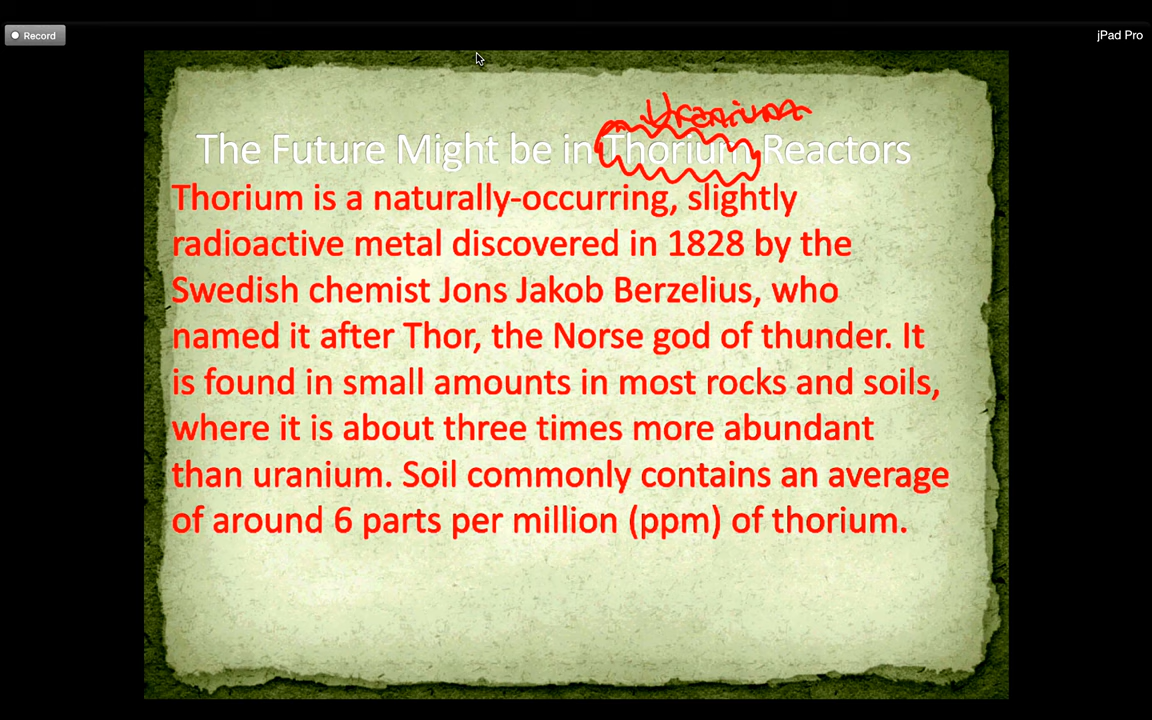 Record
jPad Pro
Uranium
The Future Might be in Thorium Reactors
Thorium is a naturally-occurring, slightly
radioactive metal discovered in 1828 by the
Swedish chemist Jons Jakob Berzelius, who
named it after Thor, the Norse god of thunder. It
is found in small amounts in most rocks and soils,
where it is about three times more abundant
than uranium. Soil commonly contains an average
of around 6 parts per million (ppm) of thorium.